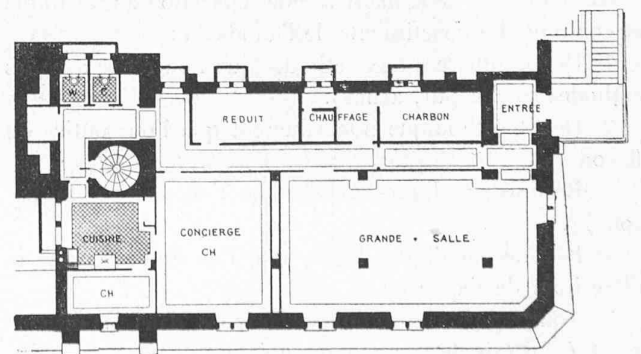 W
P
REDUIT
CHAUFFAGE
CHARBON
ENTRÉE
CUISINE
CONCIERGE
CH
GRANDE • SALLE
CH